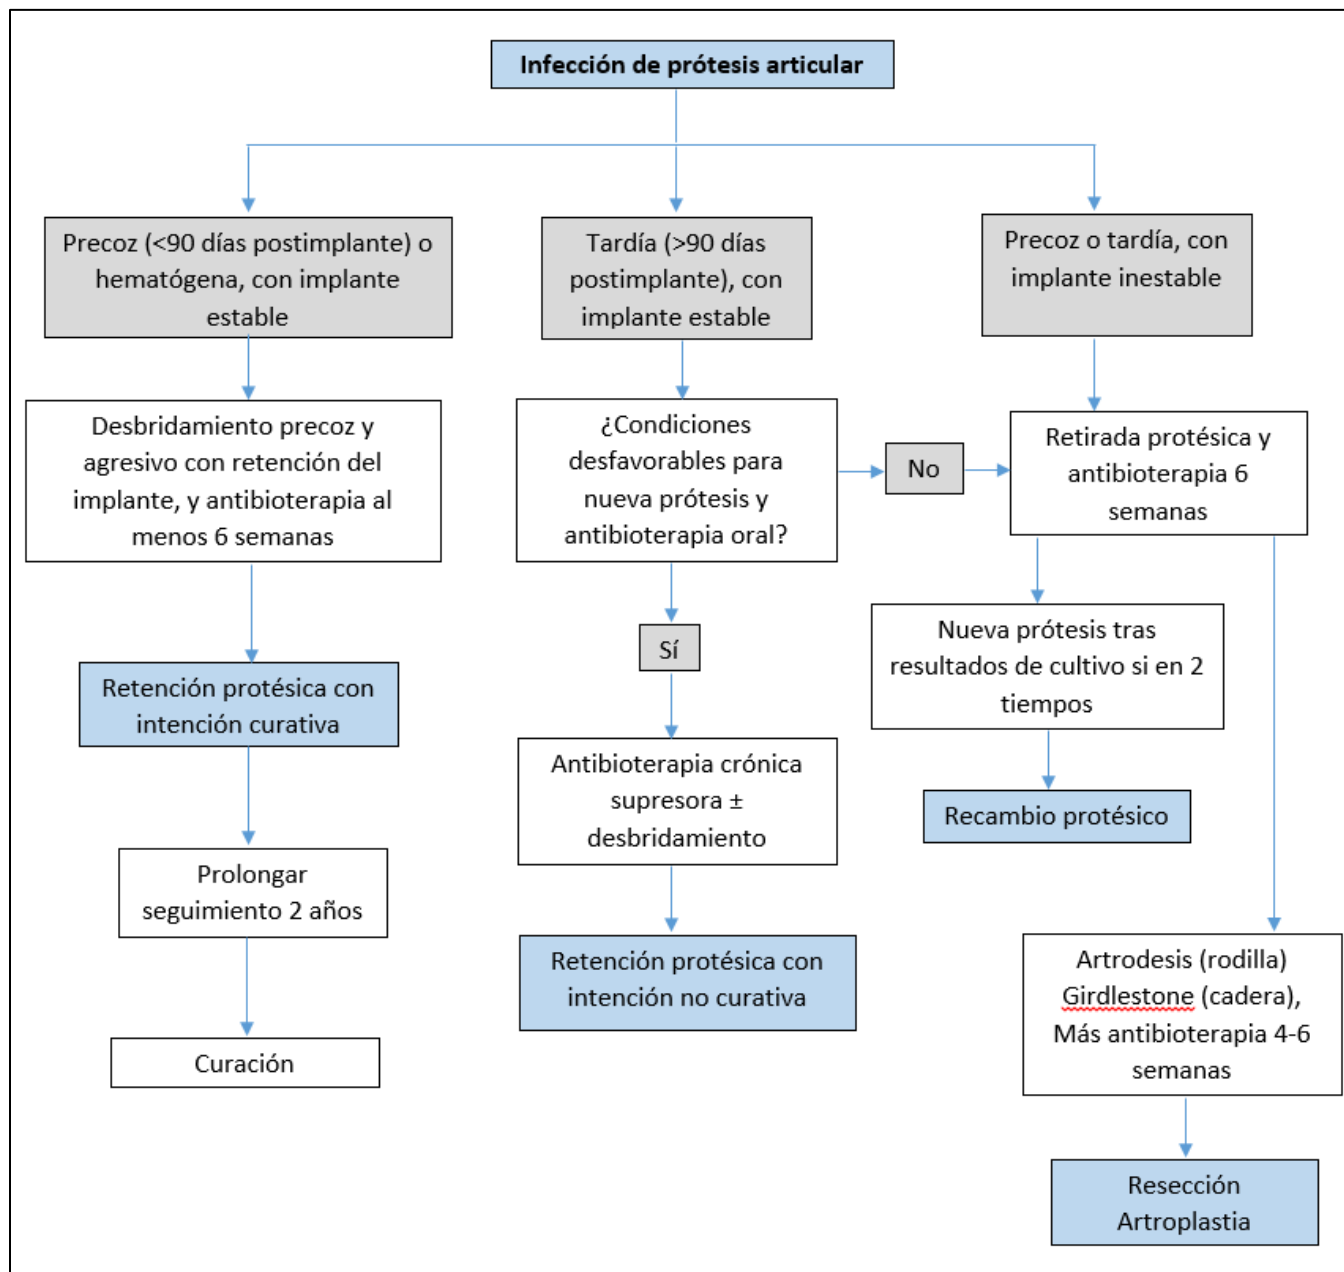 Infección de prótesis articular
Precoz (<90 días postimplante) o
hematógena, con implante
estable
Tardía (>90 días
postimplante), con
implante estable
Precoz o tardía, con
implante inestable
Desbridamiento precoz y
agresivo con retención del
implante, y antibioterapia al
menos 6 semanas
¿Condiciones
desfavorables para
nueva prótesis y
antibioterapia oral?
No
Retirada protésica y
antibioterapia 6
semanas
Sí
Nueva prótesis tras
resultados de cultivo si en 2
tiempos
Retención protésica con
intención curativa
Antibioterapia crónica
supresora ±
desbridamiento
Recambio protésico
Prolongar
seguimiento 2 años
Retención protésica con
intención no curativa
Artrodesis (rodilla)
Girdlestone (cadera),
Más antibioterapia 4-6
semanas
Curación
Resección
Artroplastia